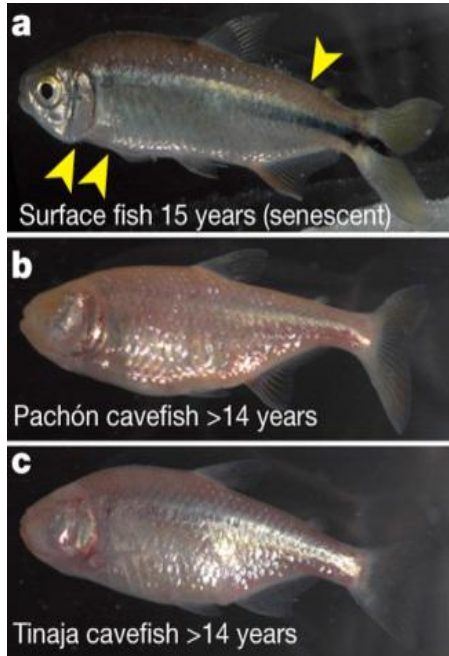 a
Surface fish 15 years (senescent)
b
Pachón cavefish >14 years
c
Tinaja cavefish >14 years